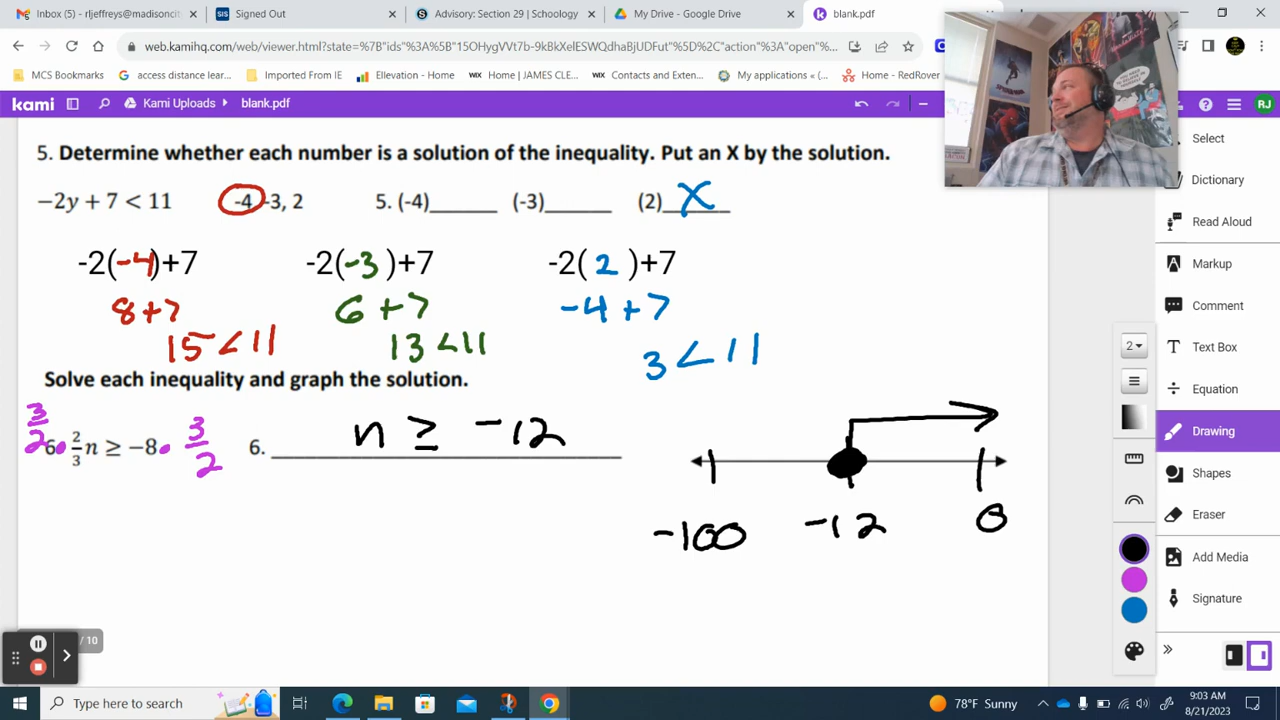 Inbox (5) - rljeffreys@madisoncit
Signed Out
Advisory: Section 29 | Schoology
My Drive - Google Drive
blank.pdf
web.kamihq.com/web/viewer.html?state=%7B"ids"%3A%5B"15OHygVVt7b-9kBkXelESWQdhaBjUDFut"%5D%2C"action"%3A"open"...
MCS Bookmarks
access distance lear...
Imported From IE
Elevation - Home
WIX Home | JAMES CLE...
WIX Contacts and Exten...
My applications «(...
Home - RedRover
kami
Kami Uploads
blank.pdf
RJ
5. Determine whether each number is a solution of the inequality. Put an X by the solution.
−2y + 7 < 11 -4 -3, 2 5. (-4)______ (-3)______ (2)______ X
-2(-4)+7 -2(-3)+7 -2(2)+7
8+7 6+7 -4+7
15<11 13<11 3<11
Solve each inequality and graph the solution.
3/2 • 6. 2/3 n ≥ −8 • 3/2 6. n ≥ -12
-100 -12 0
Select
Dictionary
Read Aloud
Markup
Comment
T Text Box
Equation
Drawing
Shapes
Eraser
Add Media
Signature
2
/ 10
Type here to search
78°F Sunny
9:03 AM
8/21/2023